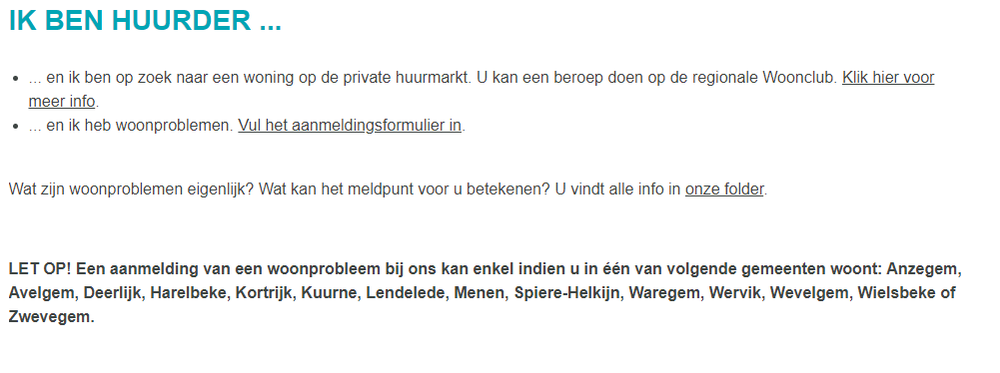 IK BEN HUURDER ...
... en ik ben op zoek naar een woning op de private huurmarkt. U kan een beroep doen op de regionale Woonclub. Klik hier voor
meer info.
... en ik heb woonproblemen. Vul het aanmeldingsformulier in.
Wat zijn woonproblemen eigenlijk? Wat kan het meldpunt voor u betekenen? U vindt alle info in onze folder.
LET OP! Een aanmelding van een woonprobleem bij ons kan enkel indien u in één van volgende gemeenten woont: Anzegem,
Avelgem, Deerlijk, Harelbeke, Kortrijk, Kuurne, Lendelede, Menen, Spiere-Helkijn, Waregem, Wervik, Wevelgem, Wielsbeke of
Zwevegem.